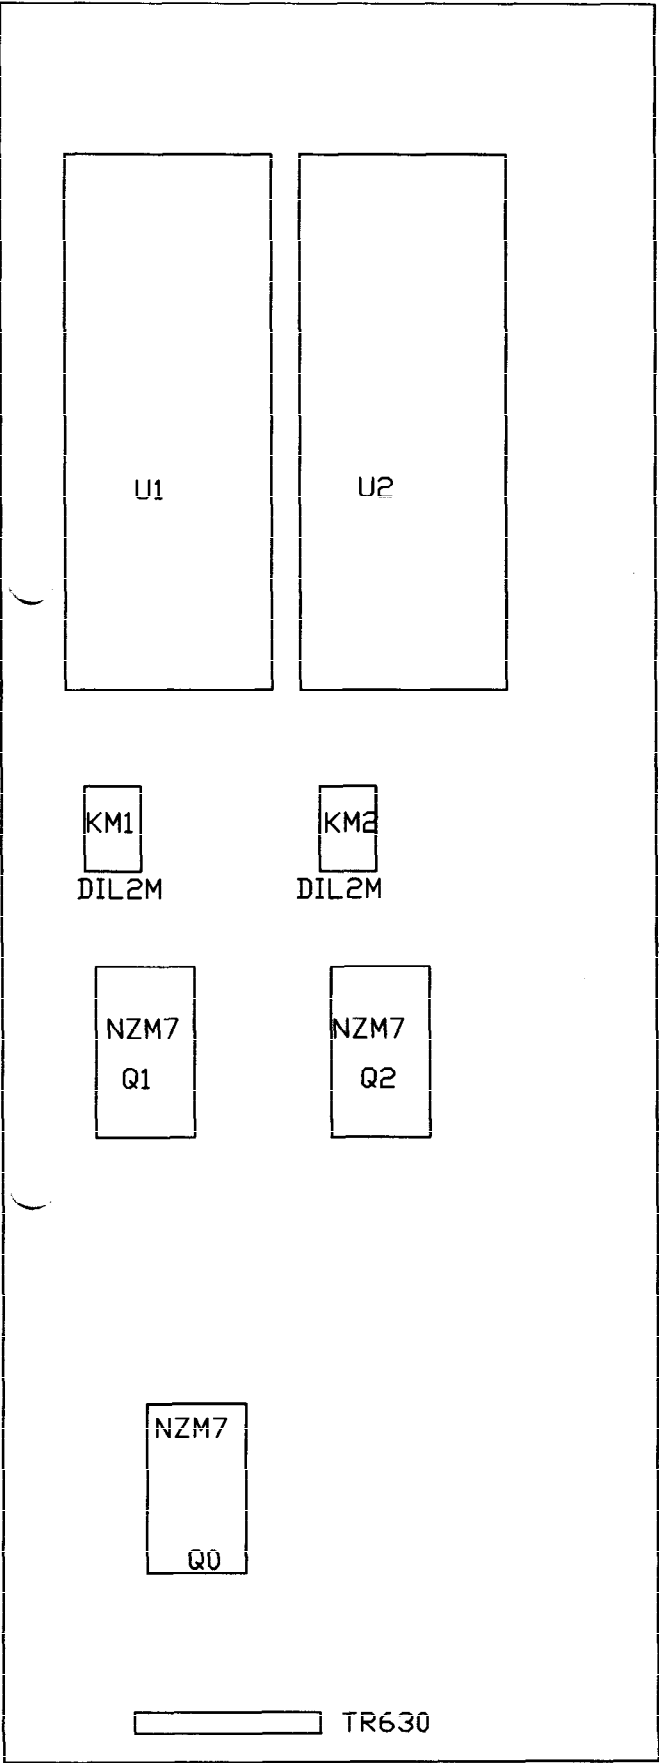 U1 U2
KM1 KM2
DIL2M DIL2M
NZM7 NZM7
Q1 Q2
NZM7
Q0
TR630